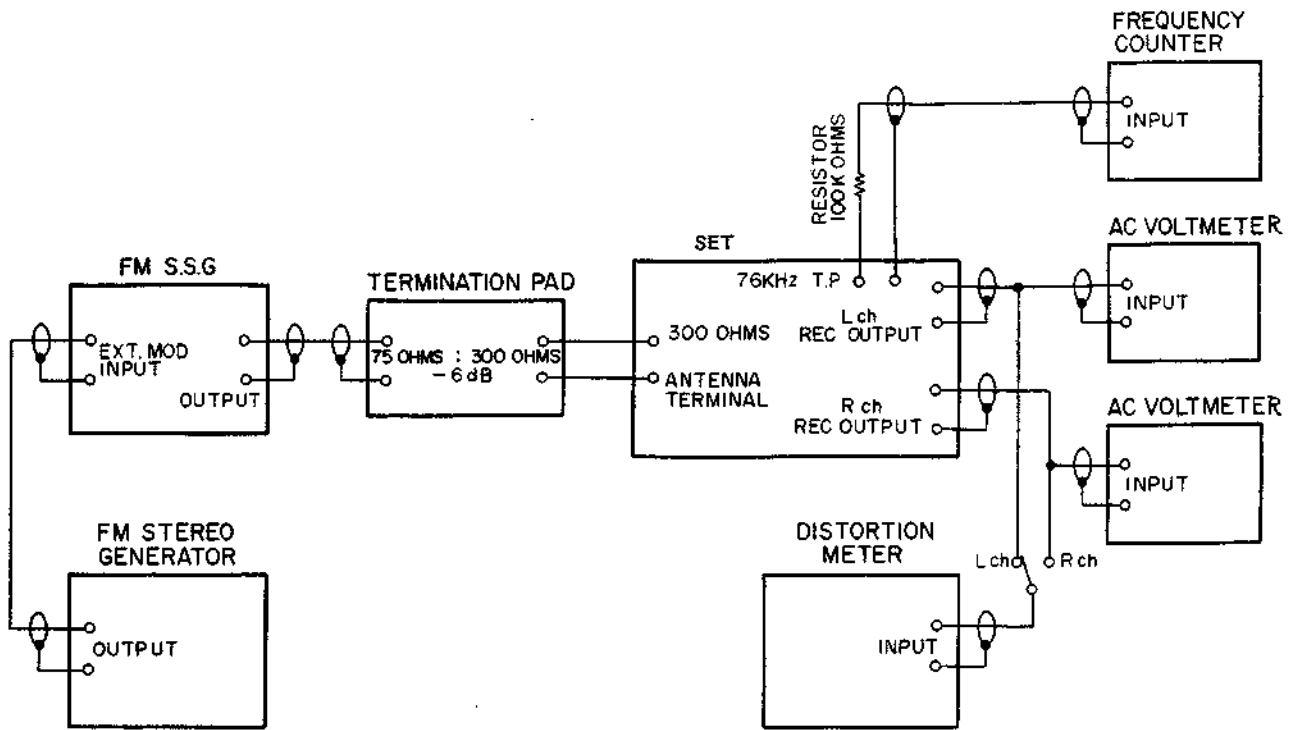 FREQUENCY
COUNTER
INPUT
RESISTOR
100K OHMS
AC VOLTMETER
INPUT
SET
76KHz T.P
L ch
REC OUTPUT
300 OHMS
ANTENNA
TERMINAL
R ch
REC OUTPUT
FM S.S.G
EXT. MOD
INPUT
OUTPUT
TERMINATION PAD
75 OHMS : 300 OHMS
-6dB
AC VOLTMETER
INPUT
FM STEREO
GENERATOR
OUTPUT
DISTORTION
METER
INPUT
L ch
R ch